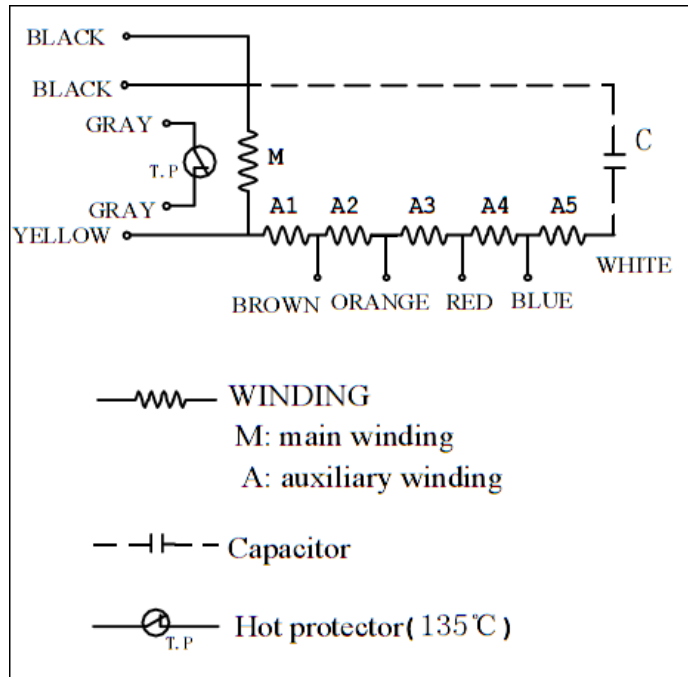 BLACK
BLACK
GRAY
T.P
M
C
GRAY
A1 A2 A3 A4 A5
YELLOW
WHITE
BROWN ORANGE RED BLUE
WINDING
M: main winding
A: auxiliary winding
Capacitor
T.P
Hot protector( 135℃ )